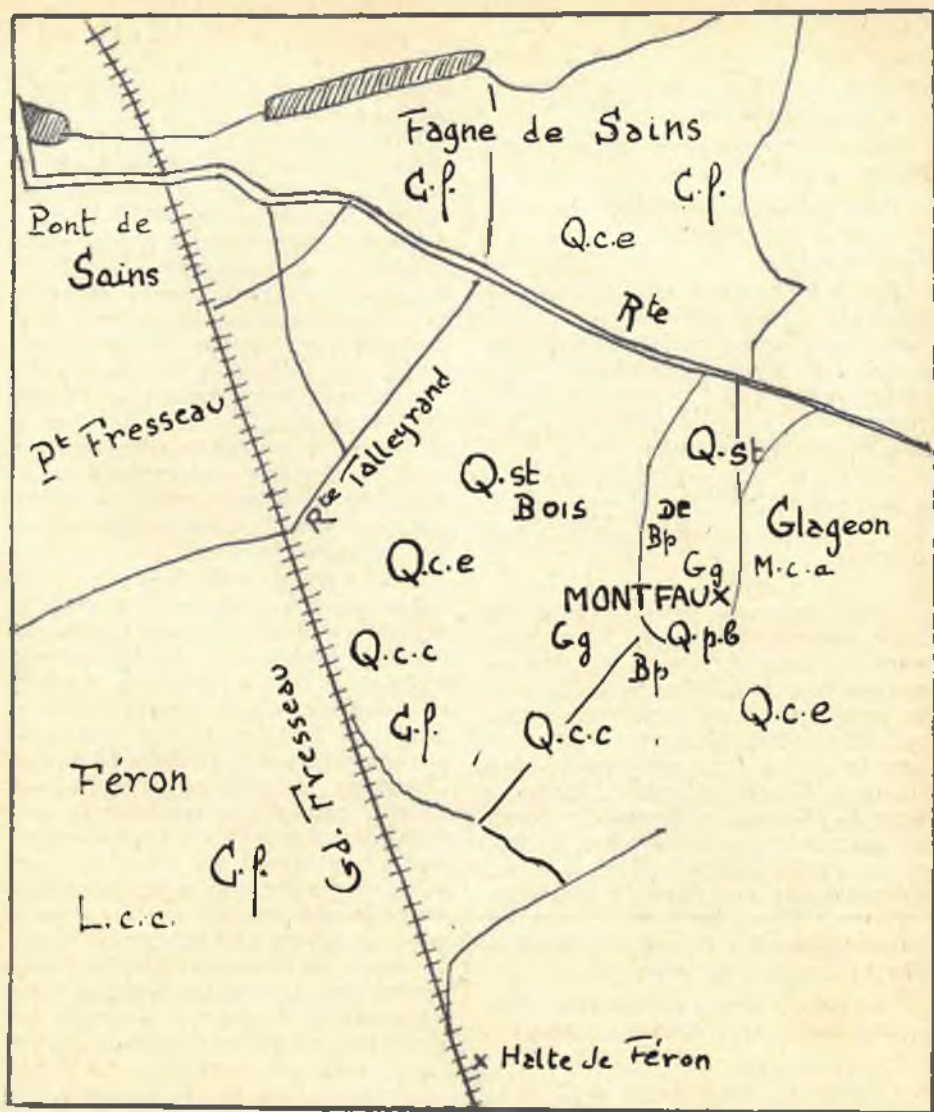 Fagne de Sains
C.f.
C.f.
Pont de
Sains
Q.c.e
Rte
Pt Fresseau
Rte Talleyrand
Q.st
Q.st
BOIS
DE
Glageon
Bp
Q.c.e
Gg
M.c.a
MONTFAUX
Q.c.c
Gg
Q.p.b
Bp
Gd. Fresseau
C.f.
Q.c.c
Q.c.e
Féron
C.f.
L.c.c.
x Halte de Féron